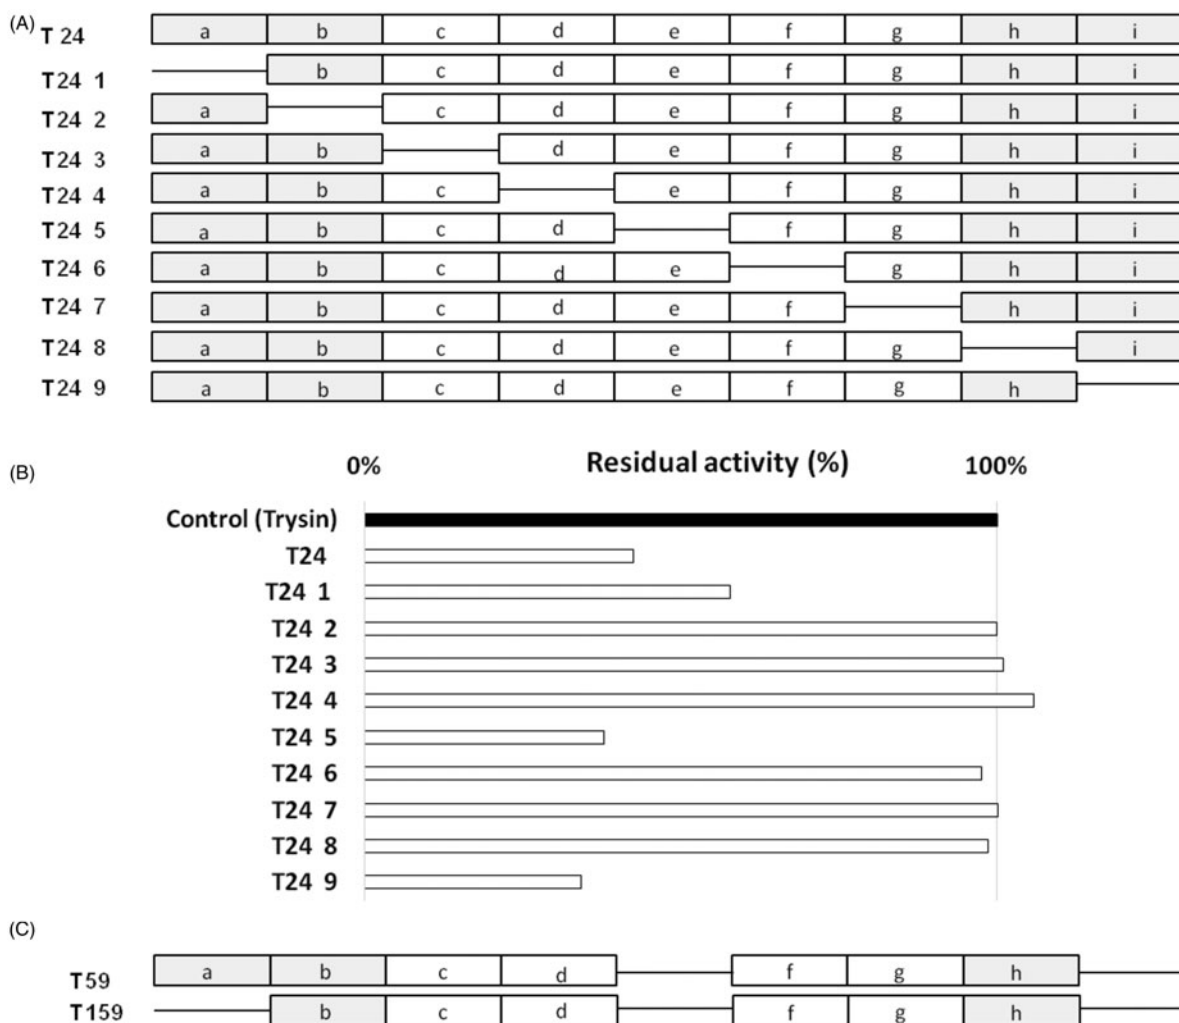 (A)
T 24 a b c d e f g h i
T24 1 b c d e f g h i
T24 2 a c d e f g h i
T24 3 a b d e f g h i
T24 4 a b c e f g h i
T24 5 a b c d f g h i
T24 6 a b c d e g h i
T24 7 a b c d e f h i
T24 8 a b c d e f g i
T24 9 a b c d e f g h
(B)
0% Residual activity (%) 100%
Control (Trysin)
T24
T24 1
T24 2
T24 3
T24 4
T24 5
T24 6
T24 7
T24 8
T24 9
(C)
T59 a b c d f g h
T159 b c d f g h